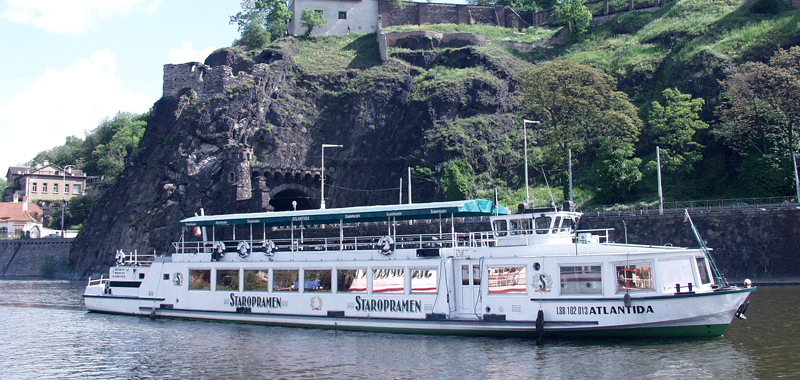 STAROPRAMEN
STAROPRAMEN
LSB 102 013 ATLANTIDA